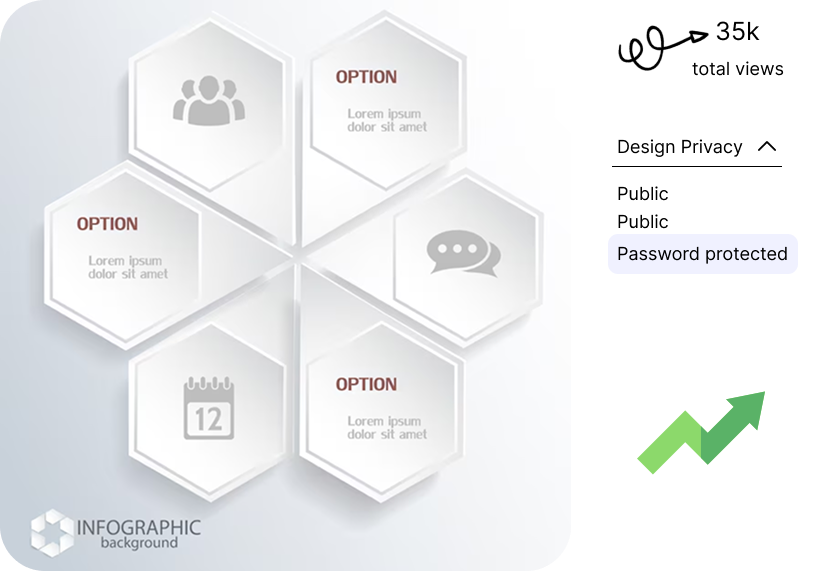 35k
total views
OPTION
Lorem ipsum
dolor sit amet
Design Privacy
Public
Public
Password protected
OPTION
Lorem ipsum
dolor sit amet
12
OPTION
Lorem ipsum
dolor sit amet
INFOGRAPHIC
background